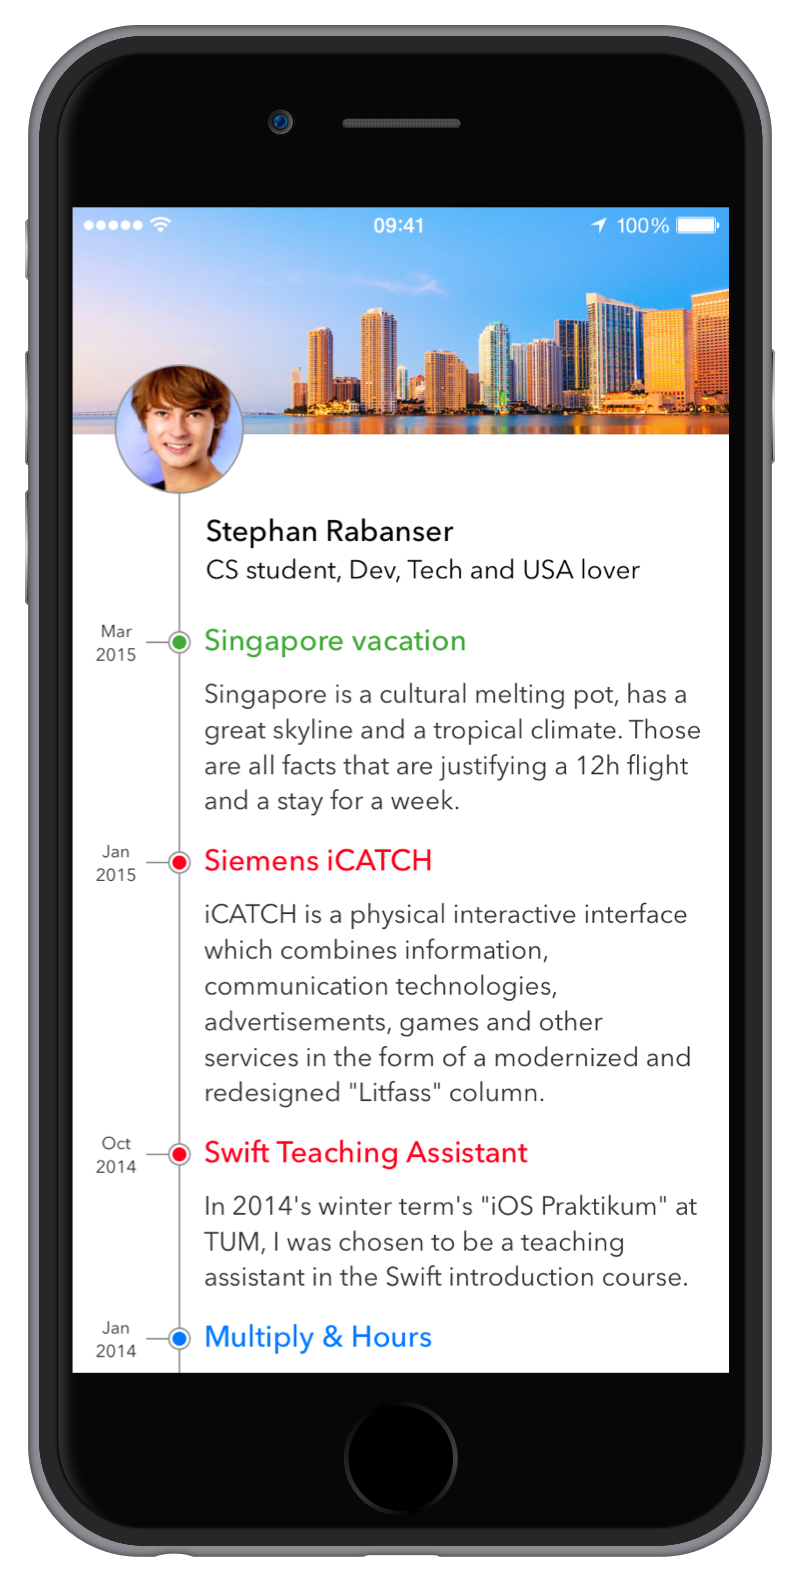 09:41
100%
Stephan Rabanser
CS student, Dev, Tech and USA lover
Mar
2015
Singapore vacation
Singapore is a cultural melting pot, has a
great skyline and a tropical climate. Those
are all facts that are justifying a 12h flight
and a stay for a week.
Jan
2015
Siemens iCATCH
iCATCH is a physical interactive interface
which combines information,
communication technologies,
advertisements, games and other
services in the form of a modernized and
redesigned "Litfass" column.
Oct
2014
Swift Teaching Assistant
In 2014's winter term's "iOS Praktikum" at
TUM, I was chosen to be a teaching
assistant in the Swift introduction course.
Jan
2014
Multiply & Hours